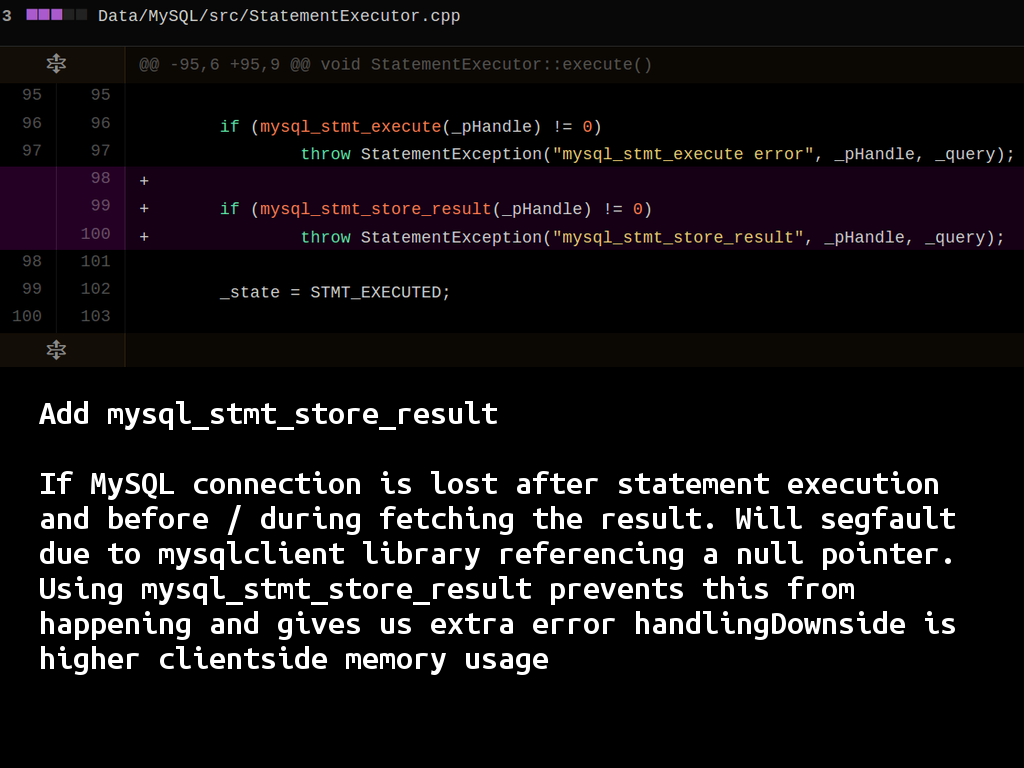 3 Data/MySQL/src/StatementExecutor.cpp
@@ -95,6 +95,9 @@ void StatementExecutor::execute()
95 95
96 96 if (mysql_stmt_execute(_pHandle) != 0)
97 97 throw StatementException("mysql_stmt_execute error", _pHandle, _query);
98 +
99 + if (mysql_stmt_store_result(_pHandle) != 0)
100 + throw StatementException("mysql_stmt_store_result", _pHandle, _query);
98 101
99 102 _state = STMT_EXECUTED;
100 103
Add mysql_stmt_store_result
If MySQL connection is lost after statement execution
and before / during fetching the result. Will segfault
due to mysqlclient library referencing a null pointer.
Using mysql_stmt_store_result prevents this from
happening and gives us extra error handlingDownside is
higher clientside memory usage